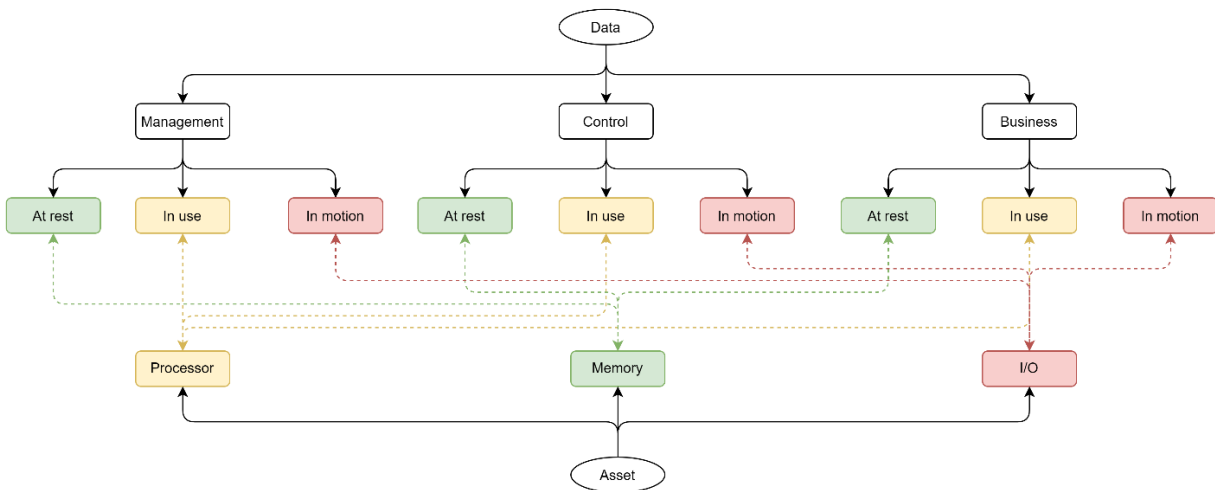 Data
Management
Control
Business
At rest
In use
In motion
At rest
In use
In motion
At rest
In use
In motion
Processor
Memory
I/O
Asset